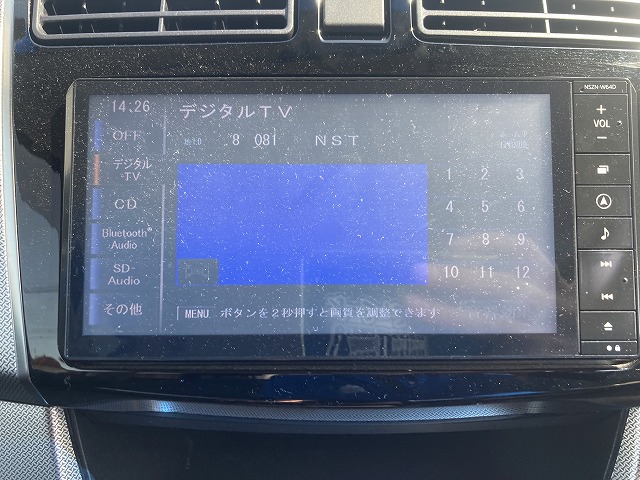 NSZN-W64D
14:26
デジタルTV
OFF
8 081 NST
デジタル
TV
1 2 3
CD
4 5 6
Bluetooth®
Audio
7 8 9
SD-
Audio
10 11 12
その他
MENU ボタンを2秒押すと画質を調整できます
+
VOL
−